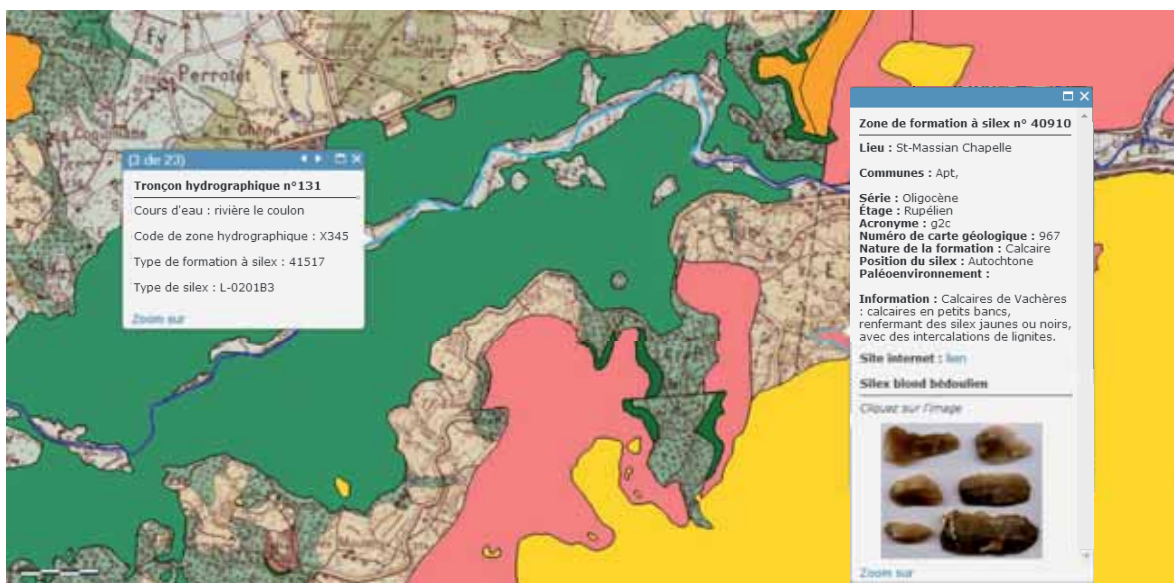 Perrotet
le Chêne
(3 de 23)
Tronçon hydrographique n°131
Cours d'eau : rivière le coulon
Code de zone hydrographique : X345
Type de formation à silex : 41517
Type de silex : L-0201B3
Zoom sur
Zone de formation à silex n° 40910
Lieu : St-Massian Chapelle
Communes : Apt,
Série : Oligocène
Étage : Rupélien
Acronyme : g2c
Numéro de carte géologique : 967
Nature de la formation : Calcaire
Position du silex : Autochtone
Paléoenvironnement :
Information : Calcaires de Vachères
: calcaires en petits bancs,
renfermant des silex jaunes ou noirs,
avec des intercalations de lignites.
Site internet : lien
Silex blond bédoulien
Cliquez sur l'image
Zoom sur